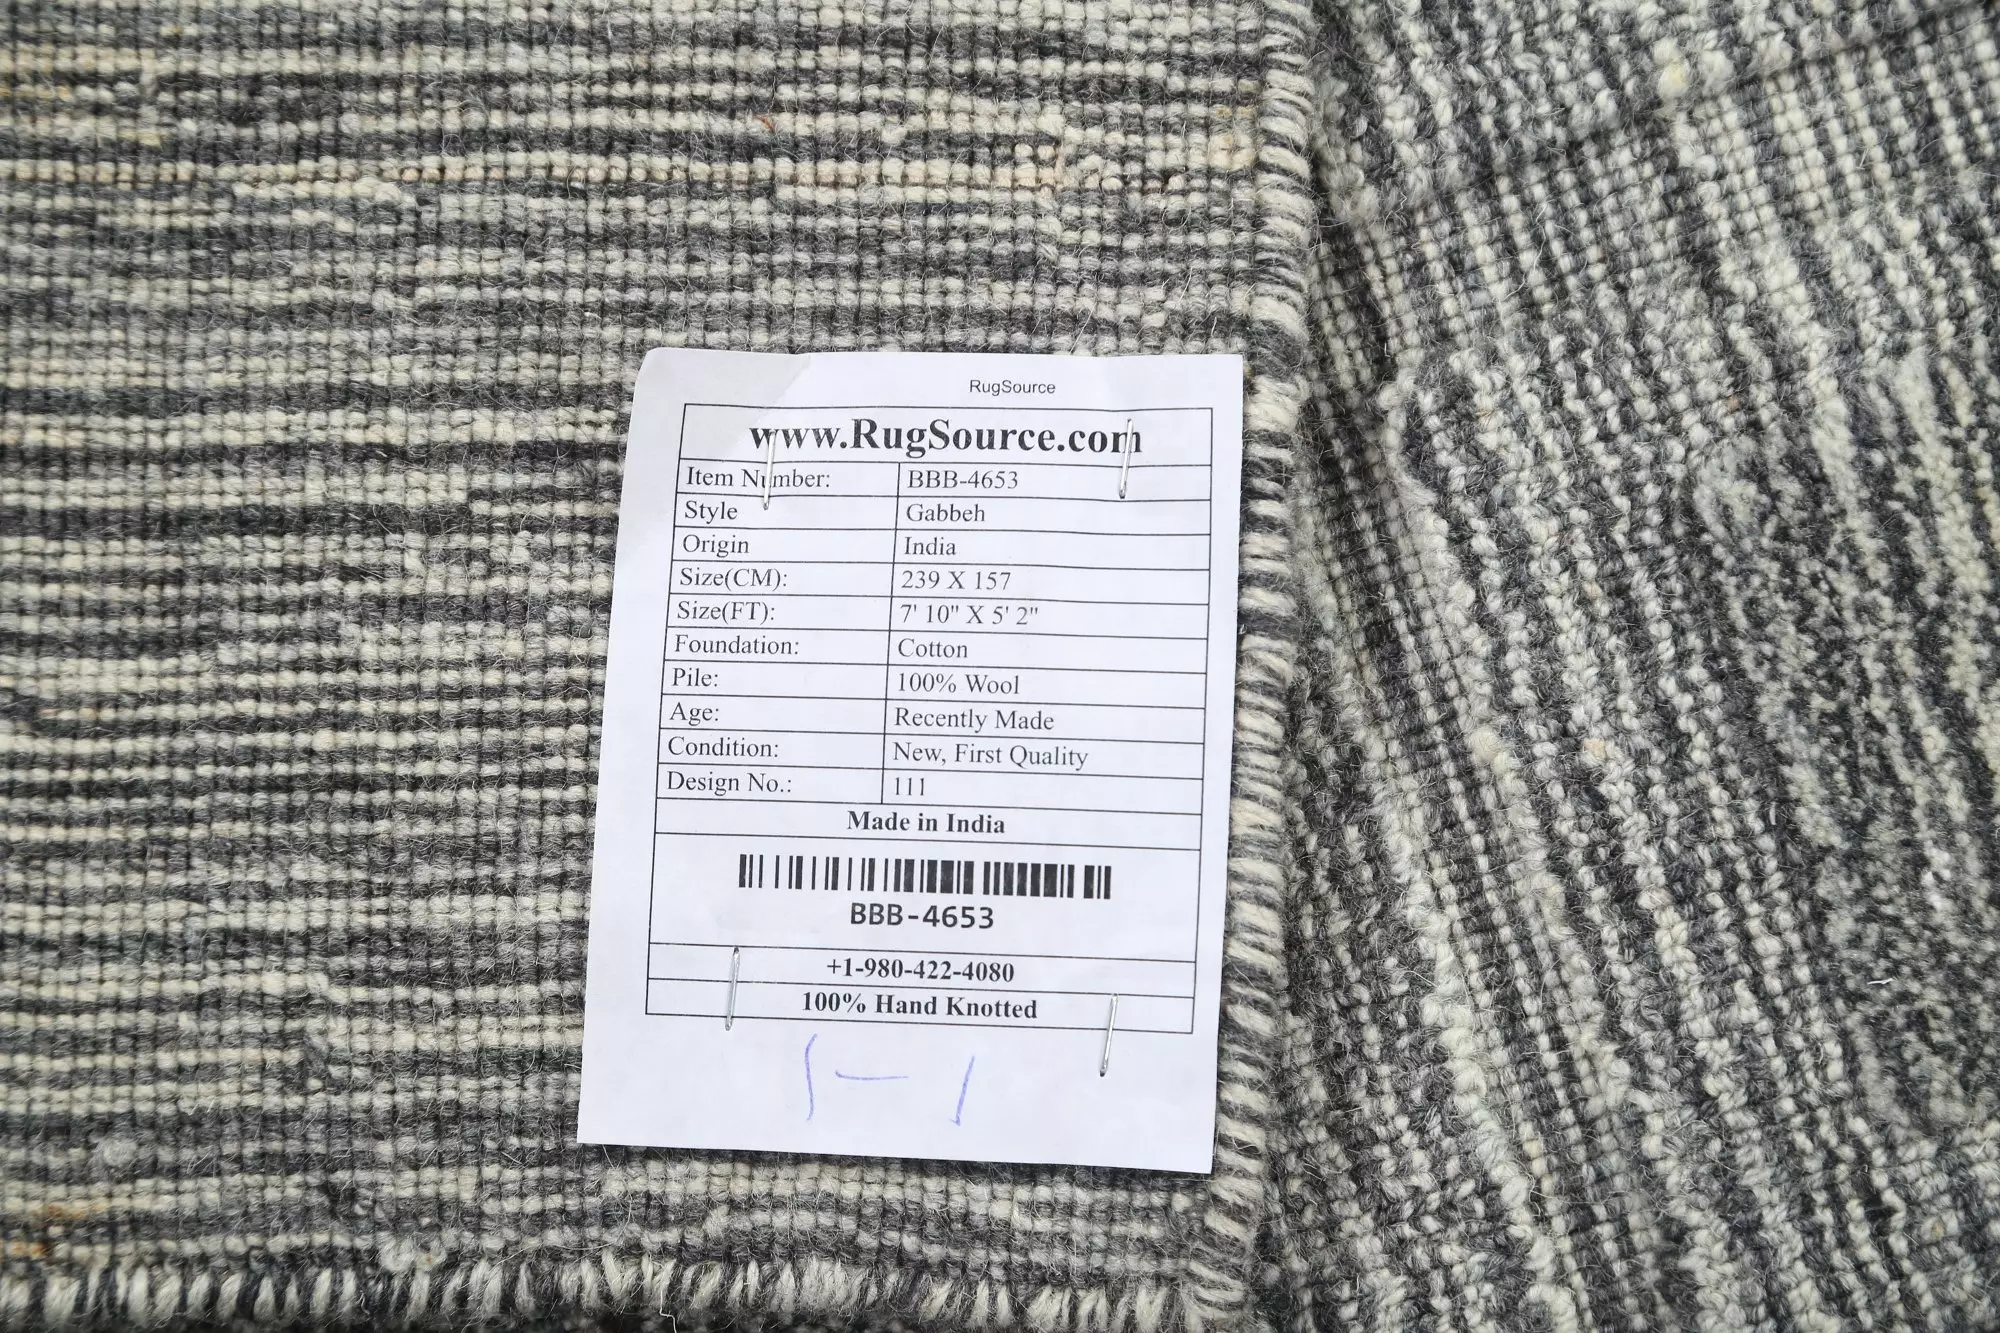 RugSource
www.RugSource.com
Item Number: BBB-4653
Style Gabbeh
Origin India
Size(CM): 239 X 157
Size(FT): 7' 10" X 5' 2"
Foundation: Cotton
Pile: 100% Wool
Age: Recently Made
Condition: New, First Quality
Design No.: 111
Made in India
BBB-4653
+1-980-422-4080
100% Hand Knotted
1-1